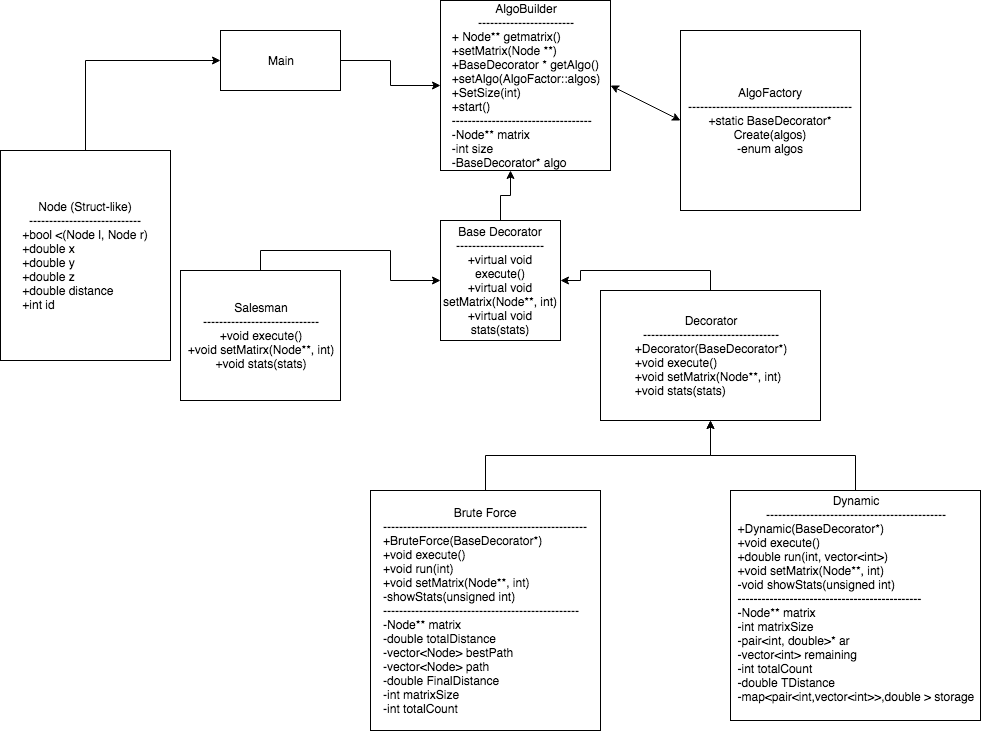 AlgoBuilder
------------------------
+ Node** getmatrix()
+setMatrix(Node **)
+BaseDecorator * getAlgo()
+setAlgo(AlgoFactor::algos)
+SetSize(int)
+start()
-----------------------------------
-Node** matrix
-int size
-BaseDecorator* algo
Main
AlgoFactory
-----------------------------------------
+static BaseDecorator*
Create(algos)
-enum algos
Node (Struct-like)
----------------------------
+bool <(Node l, Node r)
+double x
+double y
+double z
+double distance
+int id
Base Decorator
----------------------
+virtual void
execute()
+virtual void
setMatrix(Node**, int)
+virtual void
stats(stats)
Salesman
-----------------------------
+void execute()
+void setMatirx(Node**, int)
+void stats(stats)
Decorator
----------------------------------
+Decorator(BaseDecorator*)
+void execute()
+void setMatrix(Node**, int)
+void stats(stats)
Brute Force
---------------------------------------------------
+BruteForce(BaseDecorator*)
+void execute()
+void run(int)
+void setMatrix(Node**, int)
-showStats(unsigned int)
-------------------------------------------------
-Node** matrix
-double totalDistance
-vector<Node> bestPath
-vector<Node> path
-double FinalDistance
-int matrixSize
-int totalCount
Dynamic
---------------------------------------------
+Dynamic(BaseDecorator*)
+void execute()
+double run(int, vector<int>)
+void setMatrix(Node**, int)
-void showStats(unsigned int)
----------------------------------------------
-Node** matrix
-int matrixSize
-pair<int, double>* ar
-vector<int> remaining
-int totalCount
-double TDistance
-map<pair<int,vector<int>>,double > storage